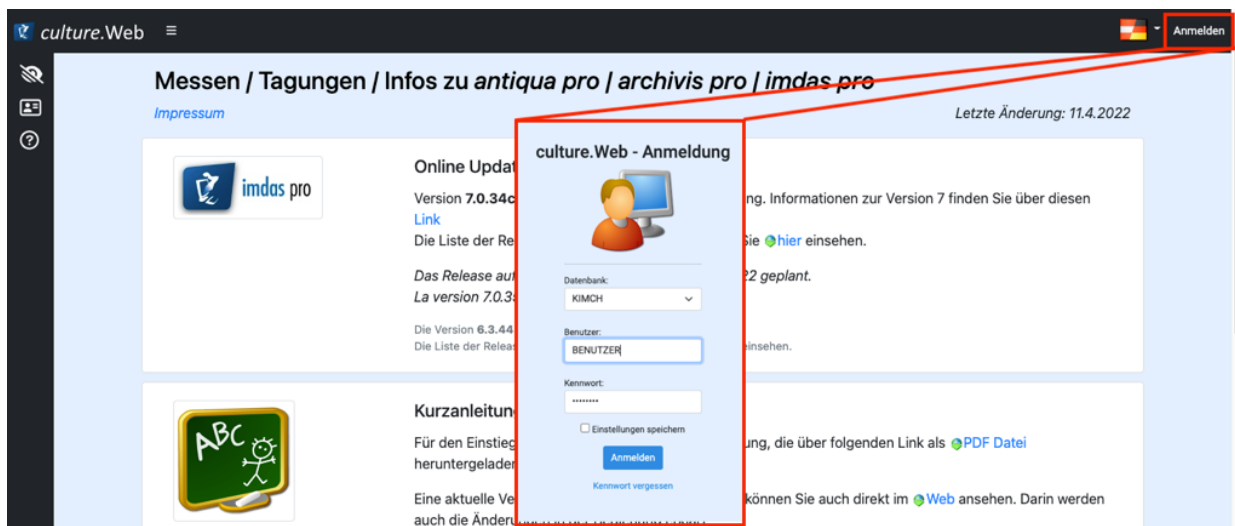 culture.Web
Anmelden
Messen / Tagungen / Infos zu antiqua pro | archivis pro | imdas pro
Impressum
Letzte Änderung: 11.4.2022
imdas pro
Online Updat
Version 7.0.34c
ng. Informationen zur Version 7 finden Sie über diesen
Link
Die Liste der Re
Sie hier einsehen.
Das Release auf
22 geplant.
La version 7.0.3
Die Version 6.3.44
Die Liste der Releas
einsehen.
culture.Web - Anmeldung
Datenbank:
KIMCH
Benutzer:
BENUTZER
Kennwort:
••••••••
Einstellungen speichern
Anmelden
Kennwort vergessen
ABC
Kurzanleitun
Für den Einstieg
ung, die über folgenden Link als PDF Datei
heruntergelade
Eine aktuelle Ve
können Sie auch direkt im Web ansehen. Darin werden
auch die Änder